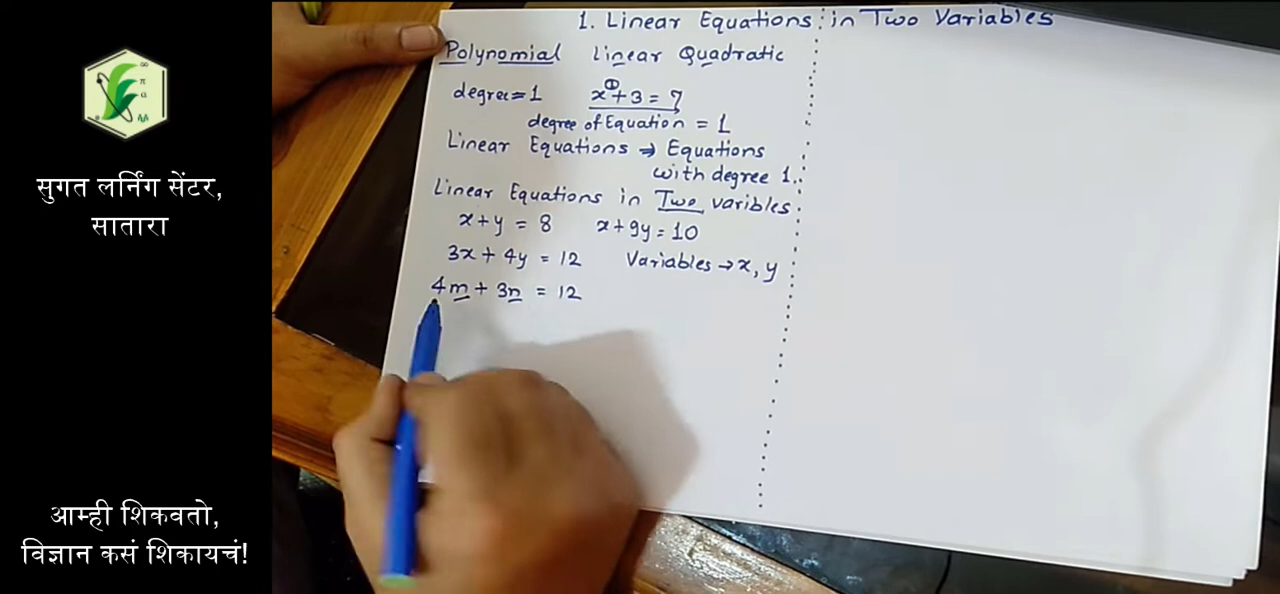 सुगत लर्निंग सेंटर,
सातारा
आम्ही शिकवतो,
विज्ञान कसं शिकायचं!
1. Linear Equations in Two Variables
Polynomial Linear Quadratic
degree=1 x①+3 = 7
degree of Equation = 1
Linear Equations → Equations
with degree 1.
Linear Equations in Two varibles
x+y = 8 x+9y=10
3x + 4y = 12 Variables → x, y
4m + 3n = 12